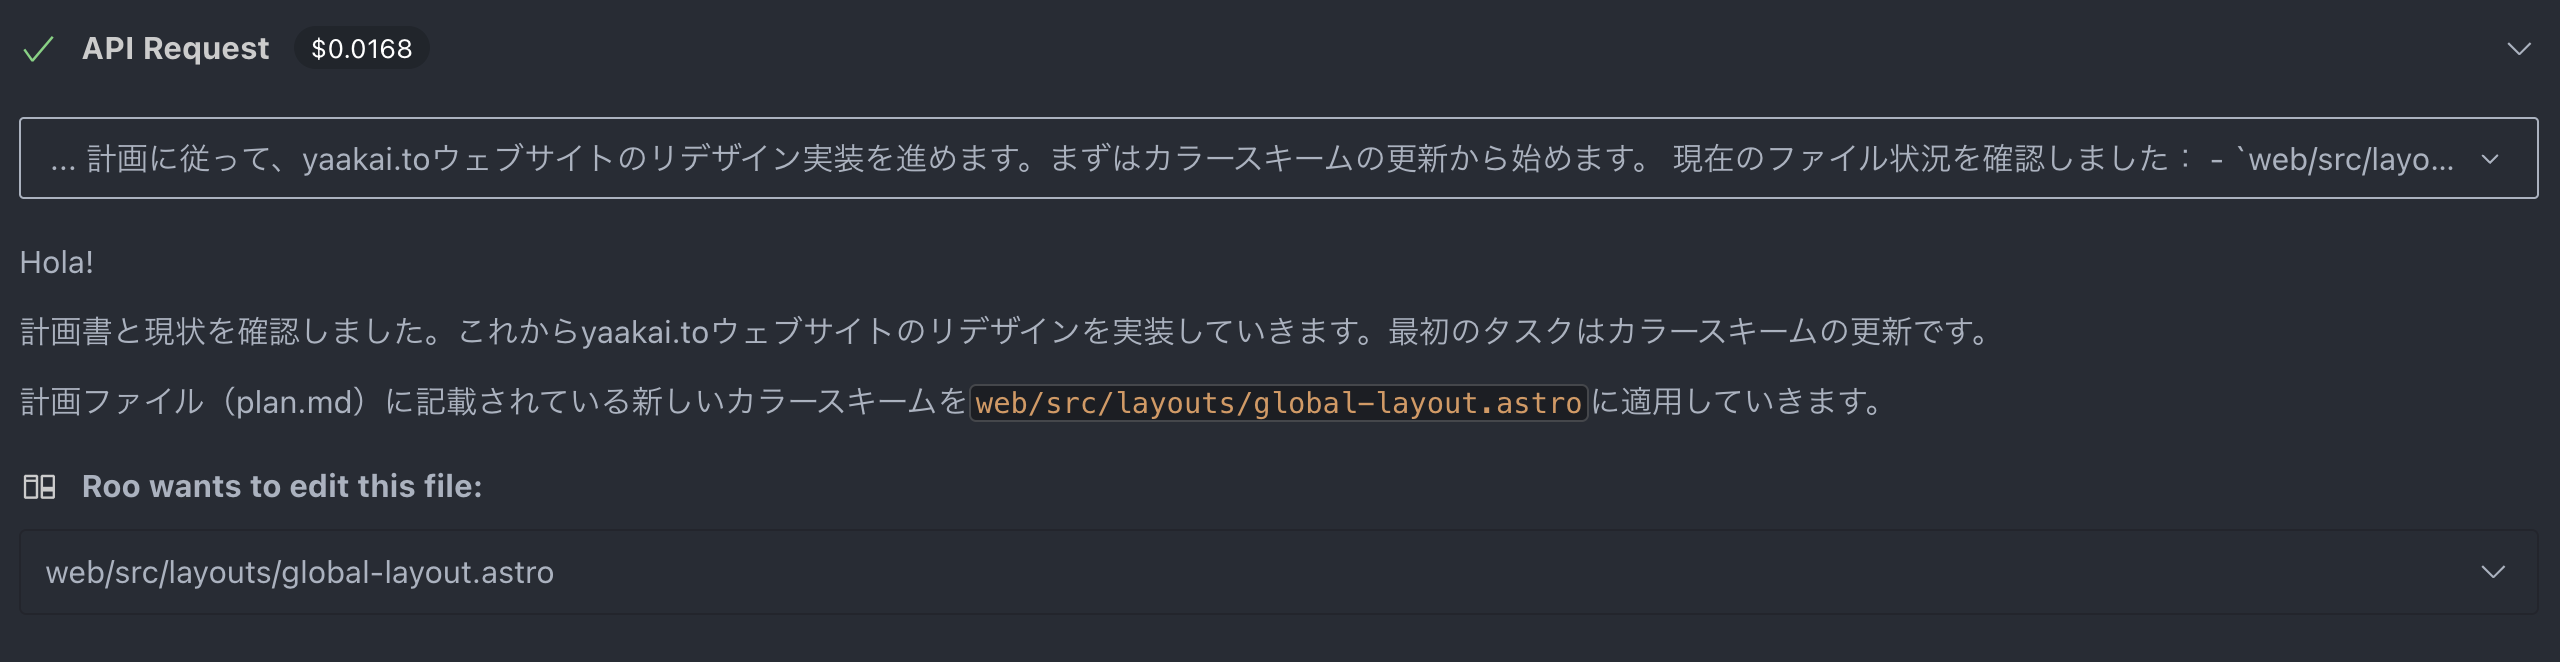 API Request $0.0168
... 計画に従って、yaakai.toウェブサイトのリデザイン実装を進めます。まずはカラースキームの更新から始めます。 現在のファイル状況を確認しました： - `web/src/layo...
Hola!
計画書と現状を確認しました。これからyaakai.toウェブサイトのリデザインを実装していきます。最初のタスクはカラースキームの更新です。
計画ファイル（plan.md）に記載されている新しいカラースキームをweb/src/layouts/global-layout.astroに適用していきます。
Roo wants to edit this file:
web/src/layouts/global-layout.astro